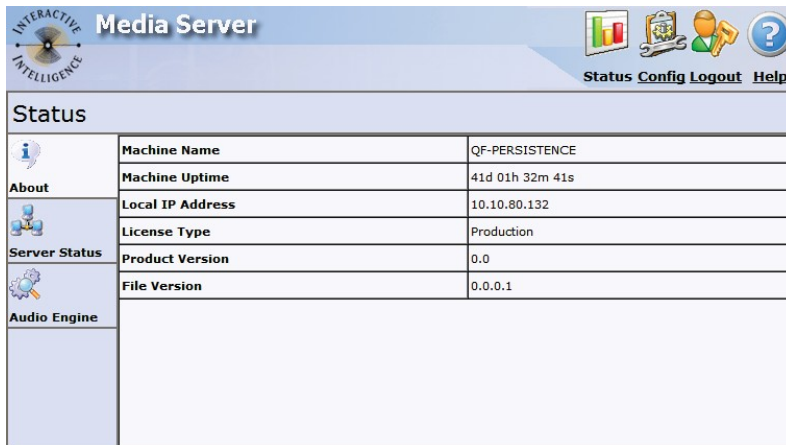 INTERACTIVE INTELLIGENCE
Media Server
Status Config Logout Help
Status
About
Server Status
Audio Engine
Machine Name QF-PERSISTENCE
Machine Uptime 41d 01h 32m 41s
Local IP Address 10.10.80.132
License Type Production
Product Version 0.0
File Version 0.0.0.1